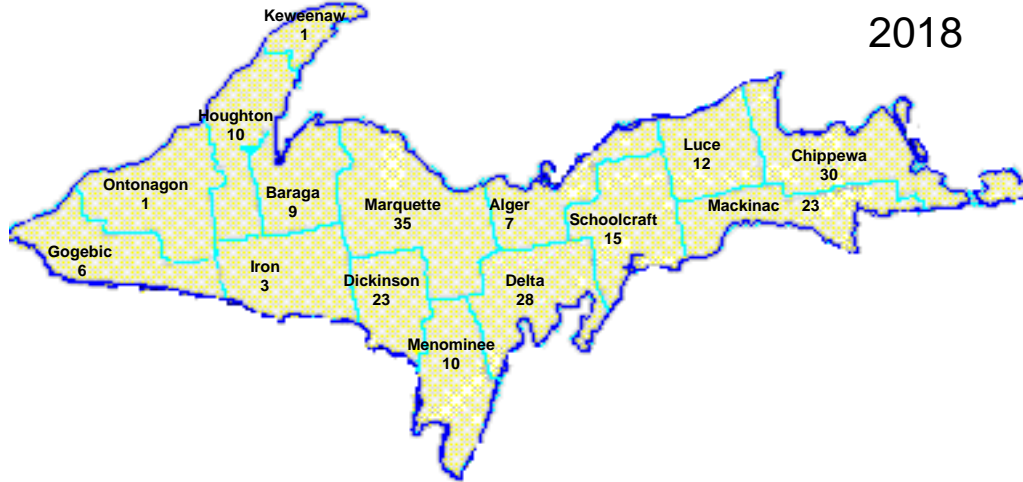 2018
Keweenaw
1
Houghton
10
Ontonagon
1
Gogebic
6
Baraga
9
Iron
3
Marquette
35
Dickinson
23
Menominee
10
Alger
7
Delta
28
Schoolcraft
15
Luce
12
Mackinac 23
Chippewa
30